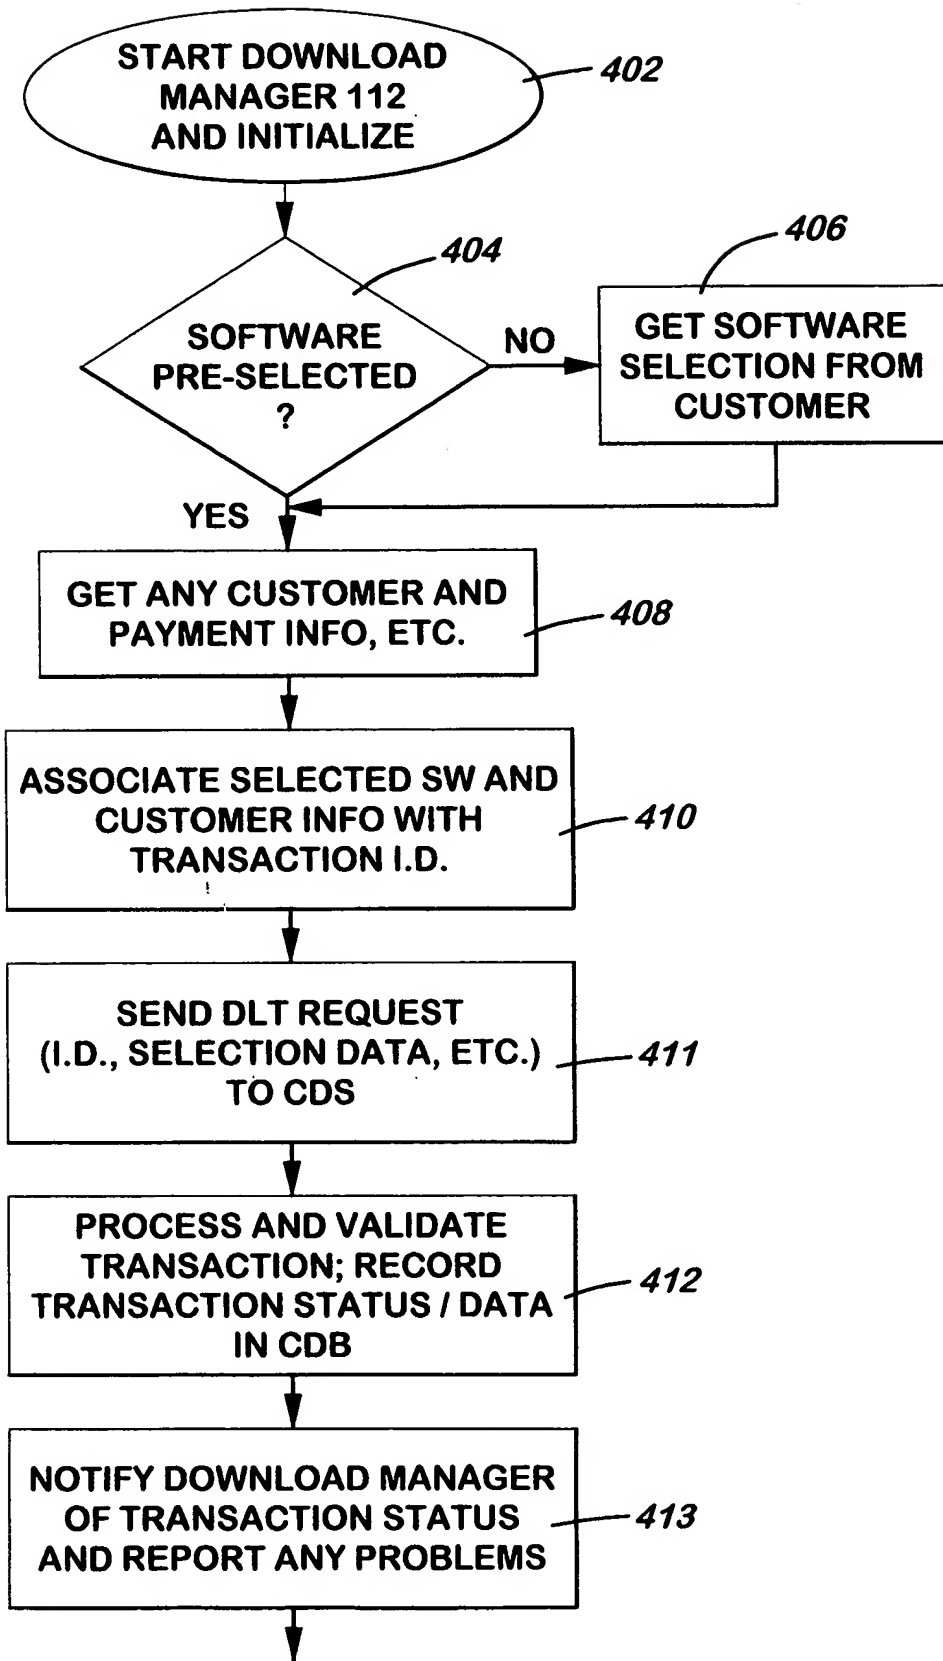 START DOWNLOAD
MANAGER 112
AND INITIALIZE
402
404
SOFTWARE
PRE-SELECTED
?
NO
406
GET SOFTWARE
SELECTION FROM
CUSTOMER
YES
GET ANY CUSTOMER AND
PAYMENT INFO, ETC.
408
ASSOCIATE SELECTED SW AND
CUSTOMER INFO WITH
TRANSACTION I.D.
410
SEND DLT REQUEST
(I.D., SELECTION DATA, ETC.)
TO CDS
411
PROCESS AND VALIDATE
TRANSACTION; RECORD
TRANSACTION STATUS / DATA
IN CDB
412
NOTIFY DOWNLOAD MANAGER
OF TRANSACTION STATUS
AND REPORT ANY PROBLEMS
413